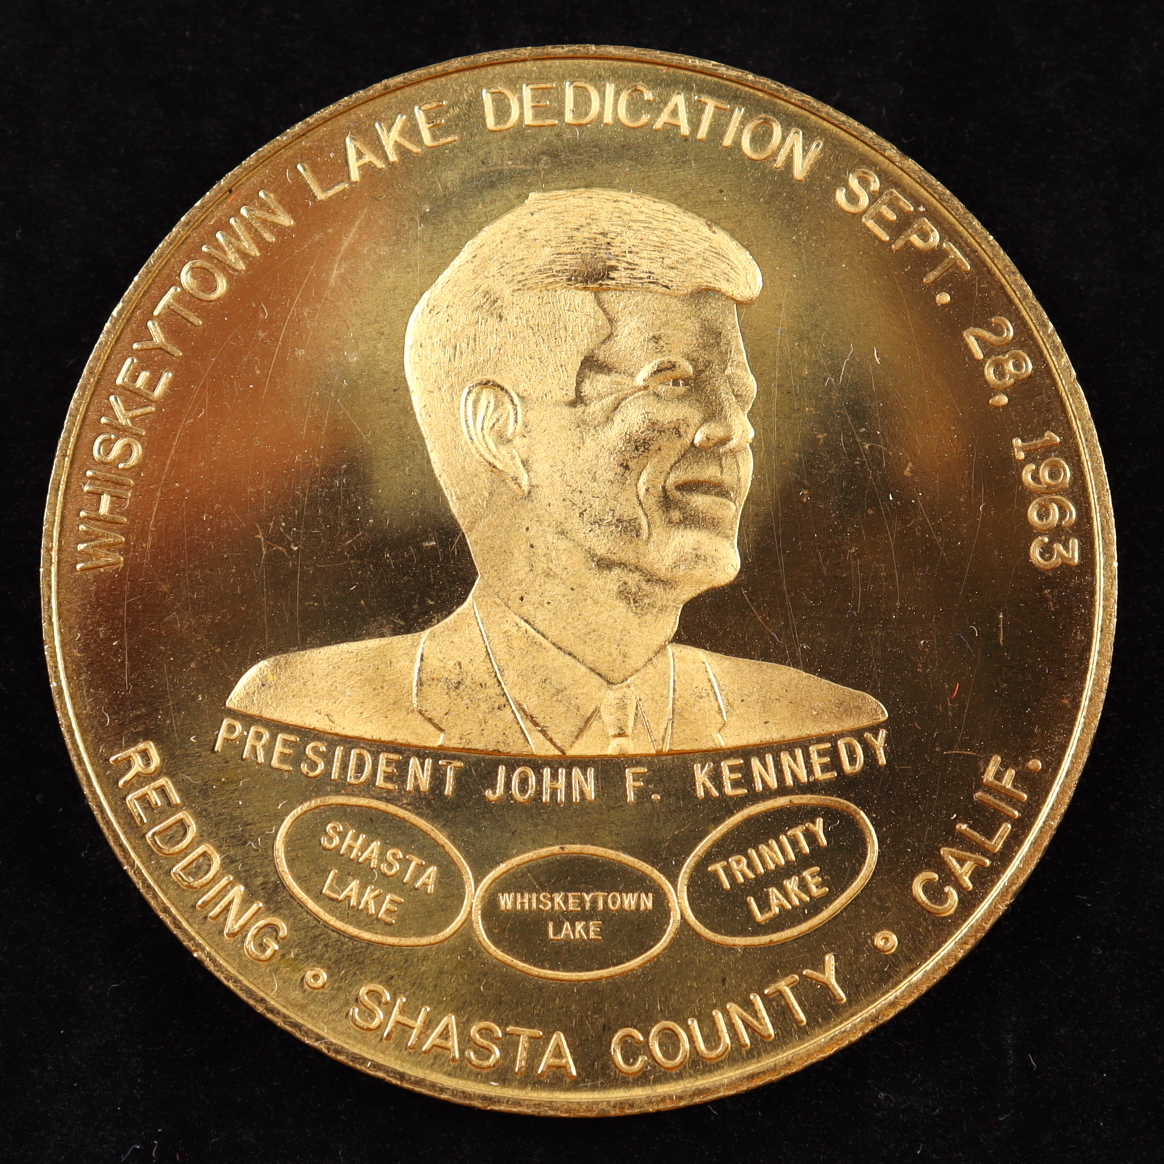 WHISKEYTOWN LAKE DEDICATION SEPT. 28, 1963
PRESIDENT JOHN F. KENNEDY
SHASTA
LAKE
WHISKEYTOWN
LAKE
TRINITY
LAKE
REDDING • SHASTA COUNTY • CALIF.